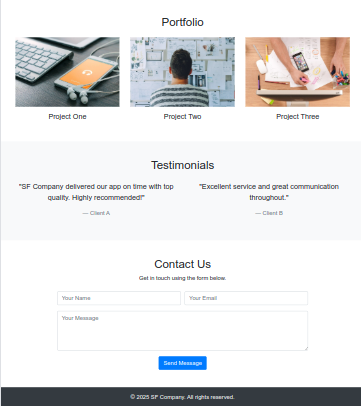 Portfolio
Project One
Project Two
Project Three
Testimonials
"SF Company delivered our app on time with top
quality. Highly recommended!"
— Client A
"Excellent service and great communication
throughout."
— Client B
Contact Us
Get in touch using the form below.
Your Name
Your Email
Your Message
Send Message
© 2025 SF Company. All rights reserved.